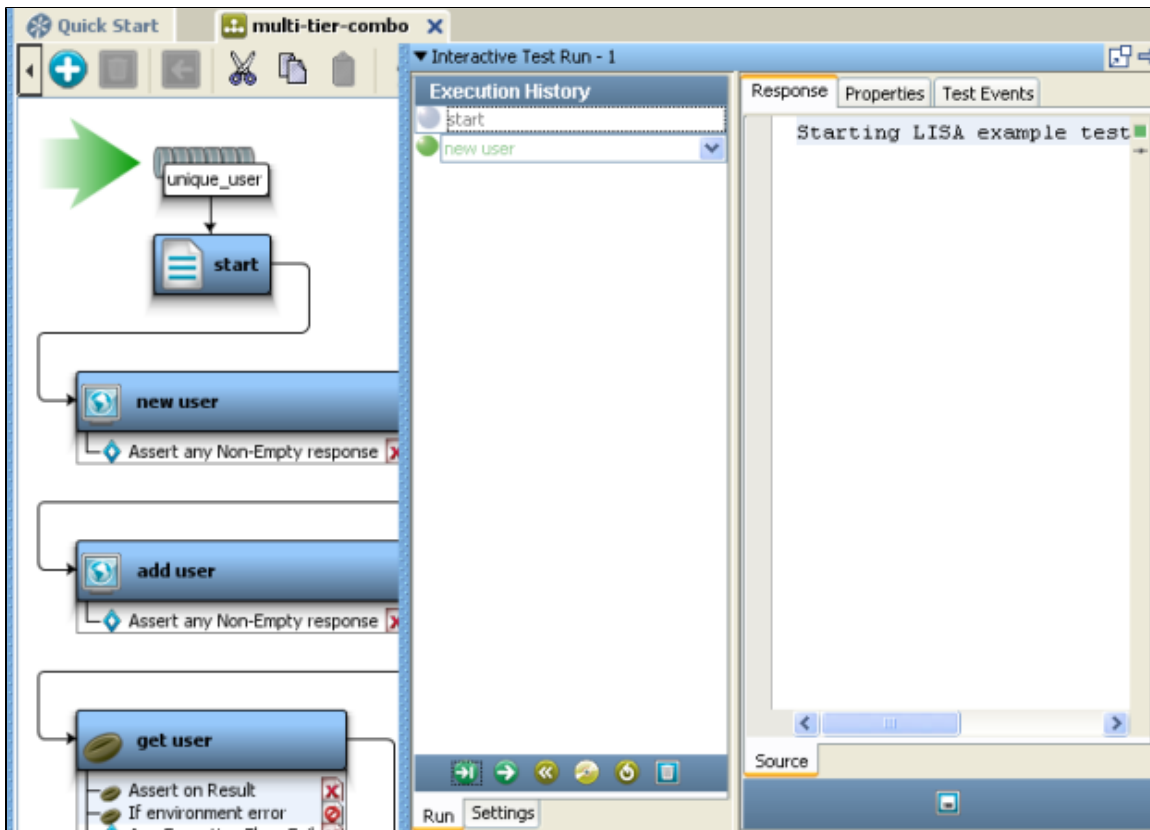 Quick Start
multi-tier-combo
Interactive Test Run - 1
Execution History
start
new user
Response
Properties
Test Events
Starting LISA example test
unique_user
start
new user
Assert any Non-Empty response
add user
Assert any Non-Empty response
get user
Assert on Result
If environment error
Source
Run
Settings